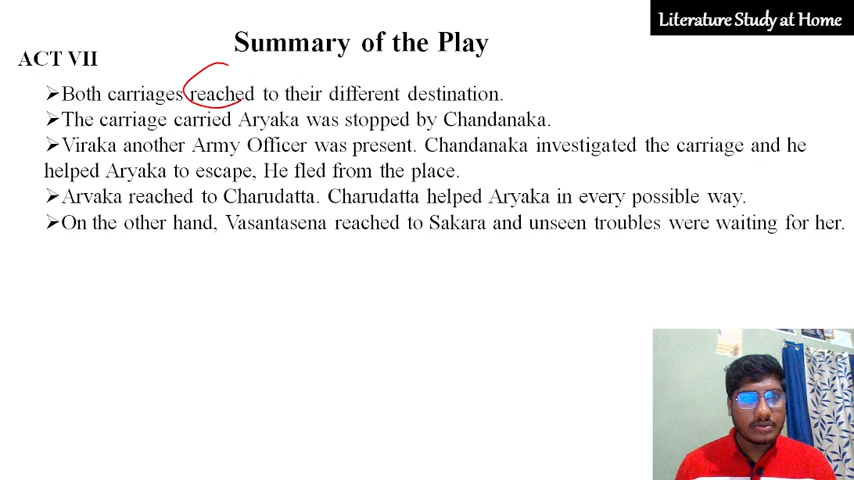 Literature Study at Home
Summary of the Play
ACT VII
➢Both carriages reached to their different destination.
➢The carriage carried Aryaka was stopped by Chandanaka.
➢Viraka another Army Officer was present. Chandanaka investigated the carriage and he
helped Aryaka to escape, He fled from the place.
➢Arvaka reached to Charudatta. Charudatta helped Aryaka in every possible way.
➢On the other hand, Vasantasena reached to Sakara and unseen troubles were waiting for her.